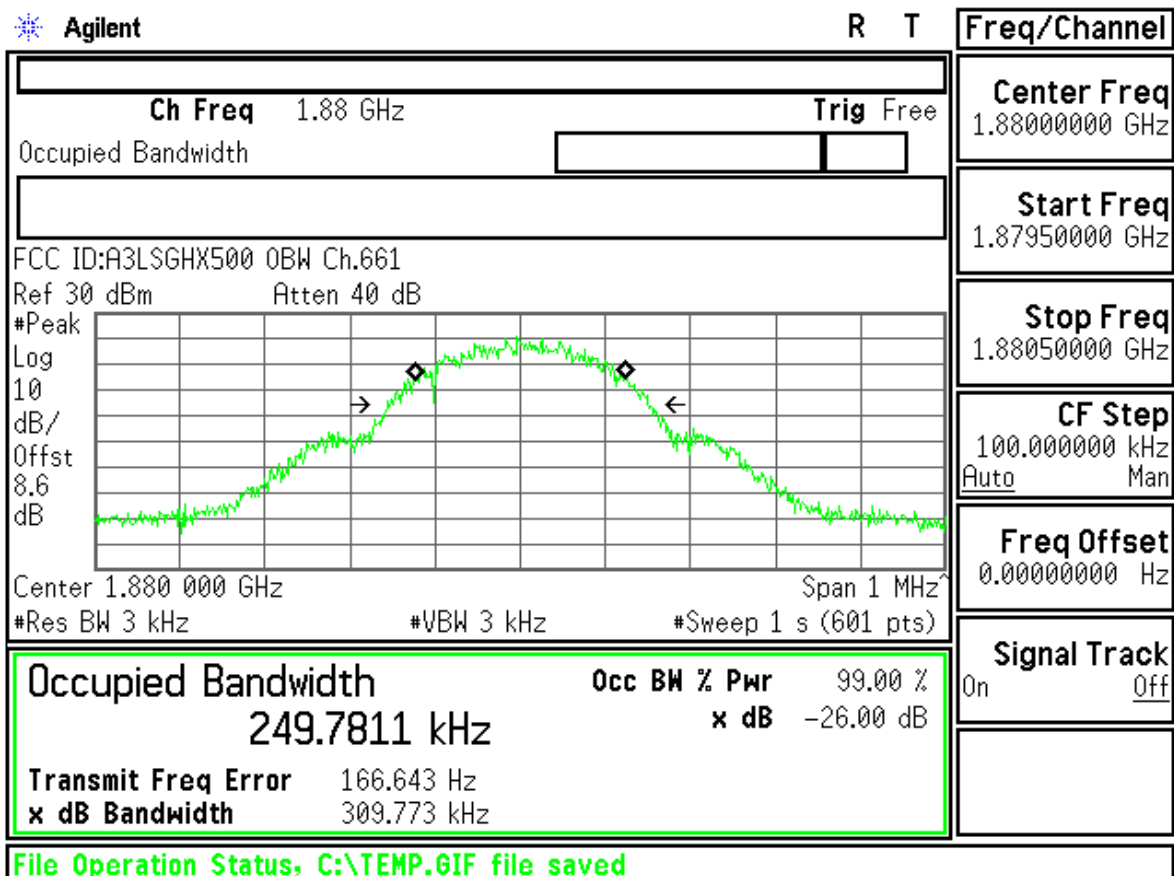 Agilent R T Freq/Channel
Ch Freq 1.88 GHz Trig Free
Occupied Bandwidth
Center Freq
1.88000000 GHz
Start Freq
1.87950000 GHz
Stop Freq
1.88050000 GHz
CF Step
100.000000 kHz
Auto Man
Freq Offset
0.00000000 Hz
Signal Track
On Off
FCC ID:A3LSGHX500 OBW Ch.661
Ref 30 dBm Atten 40 dB
#Peak
Log
10
dB/
Offst
8.6
dB
Center 1.880 000 GHz Span 1 MHz^
#Res BW 3 kHz #VBW 3 kHz #Sweep 1 s (601 pts)
Occupied Bandwidth Occ BW % Pwr 99.00 %
249.7811 kHz x dB -26.00 dB
Transmit Freq Error 166.643 Hz
x dB Bandwidth 309.773 kHz
File Operation Status, C:\TEMP.GIF file saved